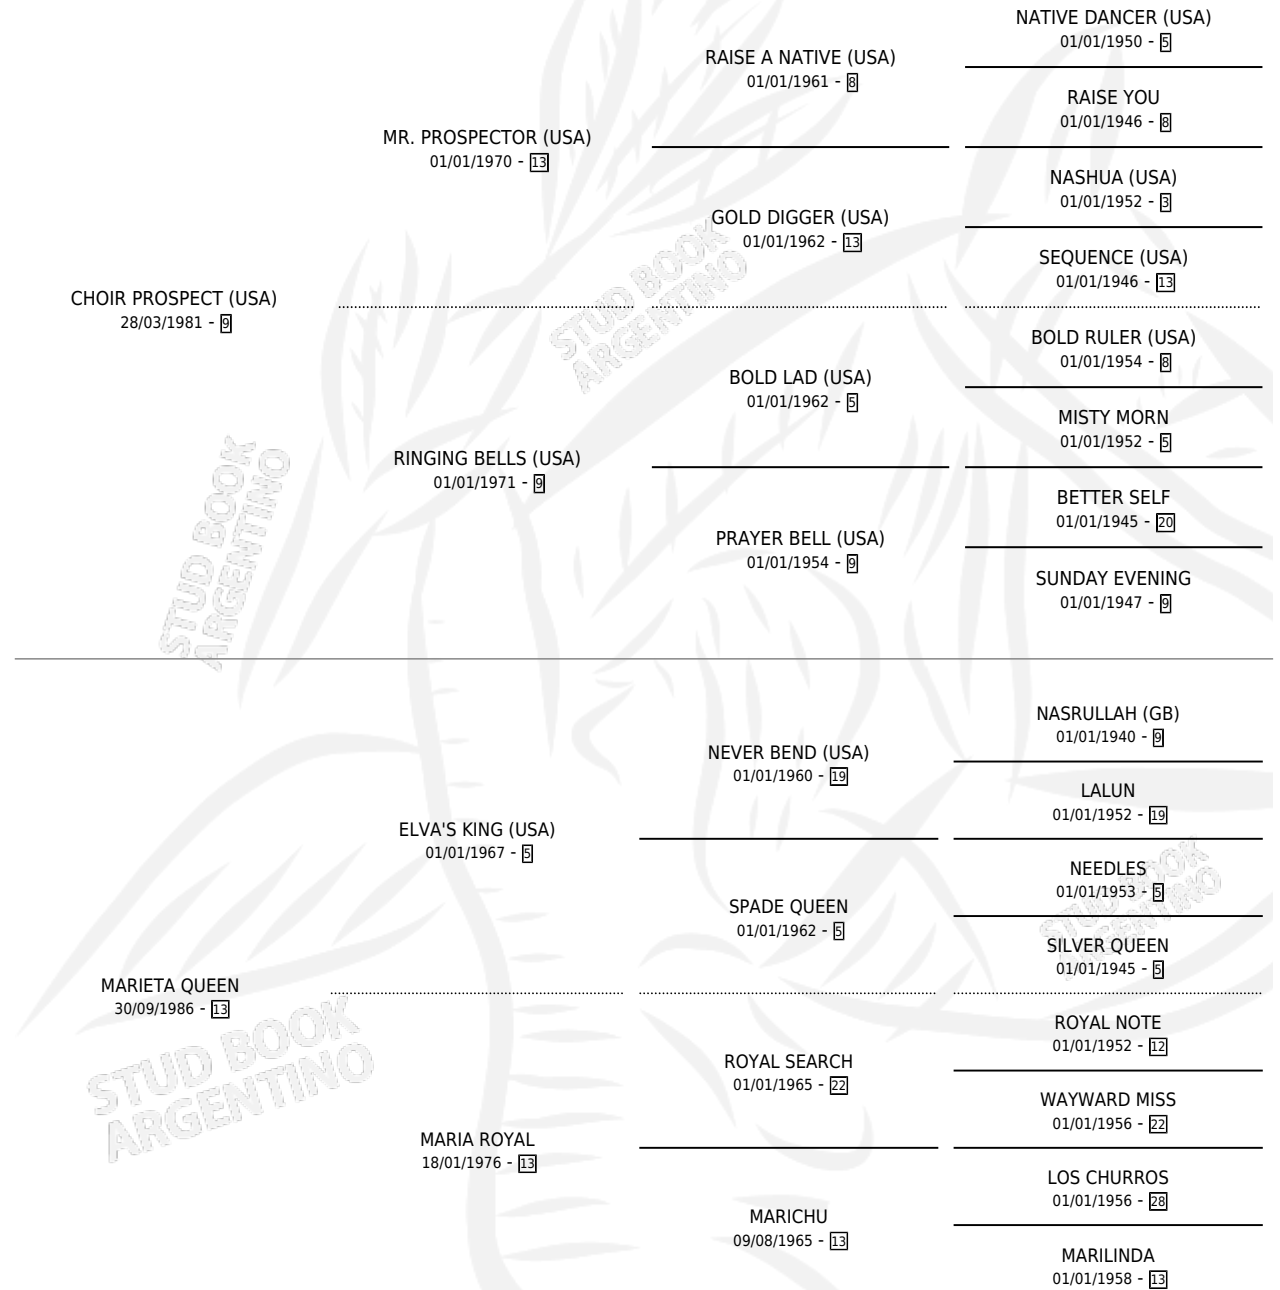 NATIVE DANCER (USA)
01/01/1950 - 5
RAISE A NATIVE (USA)
01/01/1961 - 8
RAISE YOU
01/01/1946 - 8
MR. PROSPECTOR (USA)
01/01/1970 - 13
NASHUA (USA)
01/01/1952 - 3
GOLD DIGGER (USA)
01/01/1962 - 13
SEQUENCE (USA)
01/01/1946 - 13
CHOIR PROSPECT (USA)
28/03/1981 - 9
STUD BOOK
ARGENTINO
BOLD RULER (USA)
01/01/1954 - 8
BOLD LAD (USA)
01/01/1962 - 5
MISTY MORN
01/01/1952 - 5
RINGING BELLS (USA)
01/01/1971 - 9
BETTER SELF
01/01/1945 - 20
PRAYER BELL (USA)
01/01/1954 - 9
SUNDAY EVENING
01/01/1947 - 9
STUD BOOK
ARGENTINO
NASRULLAH (GB)
01/01/1940 - 9
NEVER BEND (USA)
01/01/1960 - 19
LALUN
01/01/1952 - 19
ELVA'S KING (USA)
01/01/1967 - 5
NEEDLES
01/01/1953 - 5
SPADE QUEEN
01/01/1962 - 5
SILVER QUEEN
01/01/1945 - 5
STUD BOOK
ARGENTINO
MARIETA QUEEN
30/09/1986 - 13
ROYAL NOTE
01/01/1952 - 12
ROYAL SEARCH
01/01/1965 - 22
WAYWARD MISS
01/01/1956 - 22
STUD BOOK
ARGENTINO
MARIA ROYAL
18/01/1976 - 13
LOS CHURROS
01/01/1956 - 28
MARICHU
09/08/1965 - 13
MARILINDA
01/01/1958 - 13